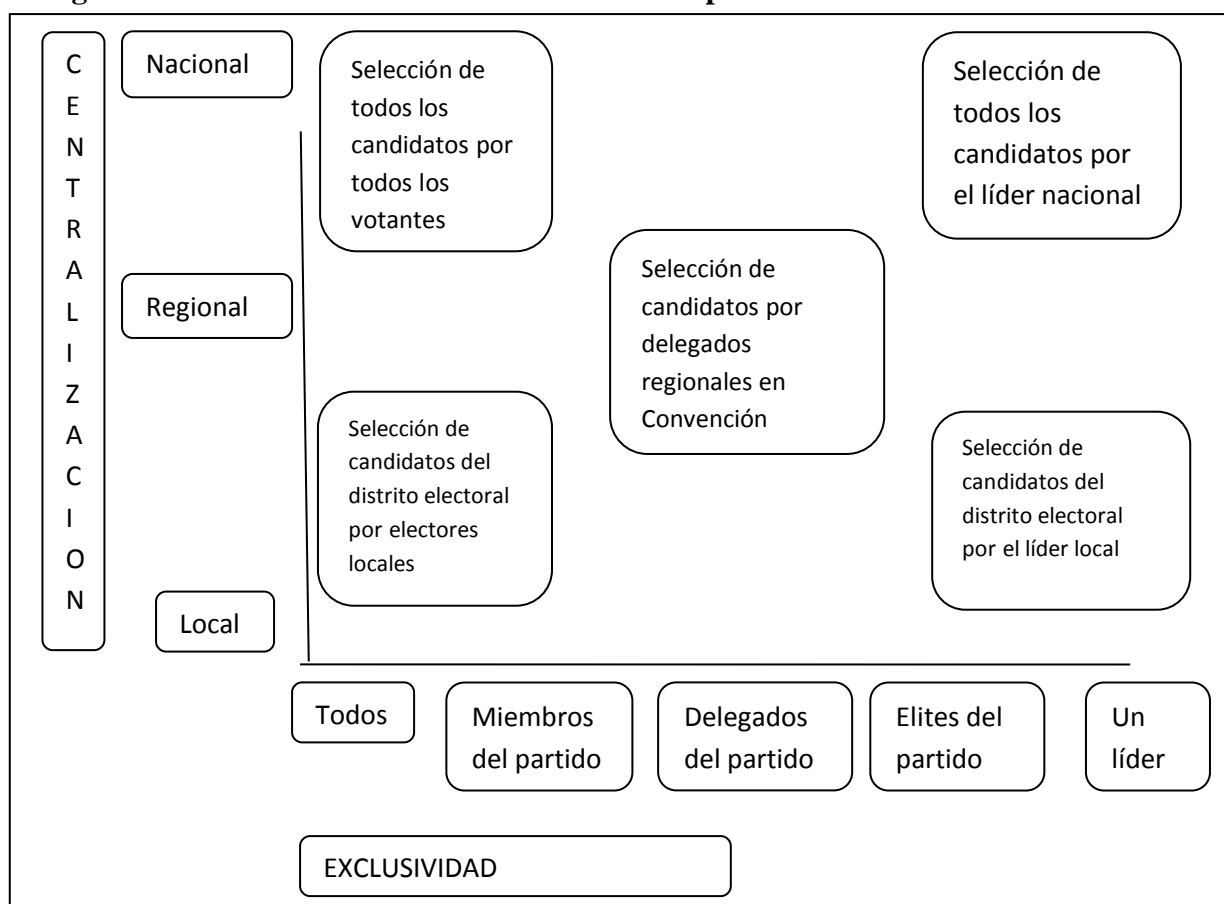 C
E
N
T
R
A
L
I
Z
A
C
I
O
N
Nacional
Selección de
todos los
candidatos por
todos los
votantes
Selección de
todos los
candidatos por
el líder nacional
Regional
Selección de
candidatos por
delegados
regionales en
Convención
Selección de
candidatos del
distrito electoral
por electores
locales
Selección de
candidatos del
distrito electoral
por el líder local
Local
Todos
Miembros
del partido
Delegados
del partido
Elites del
partido
Un
líder
EXCLUSIVIDAD